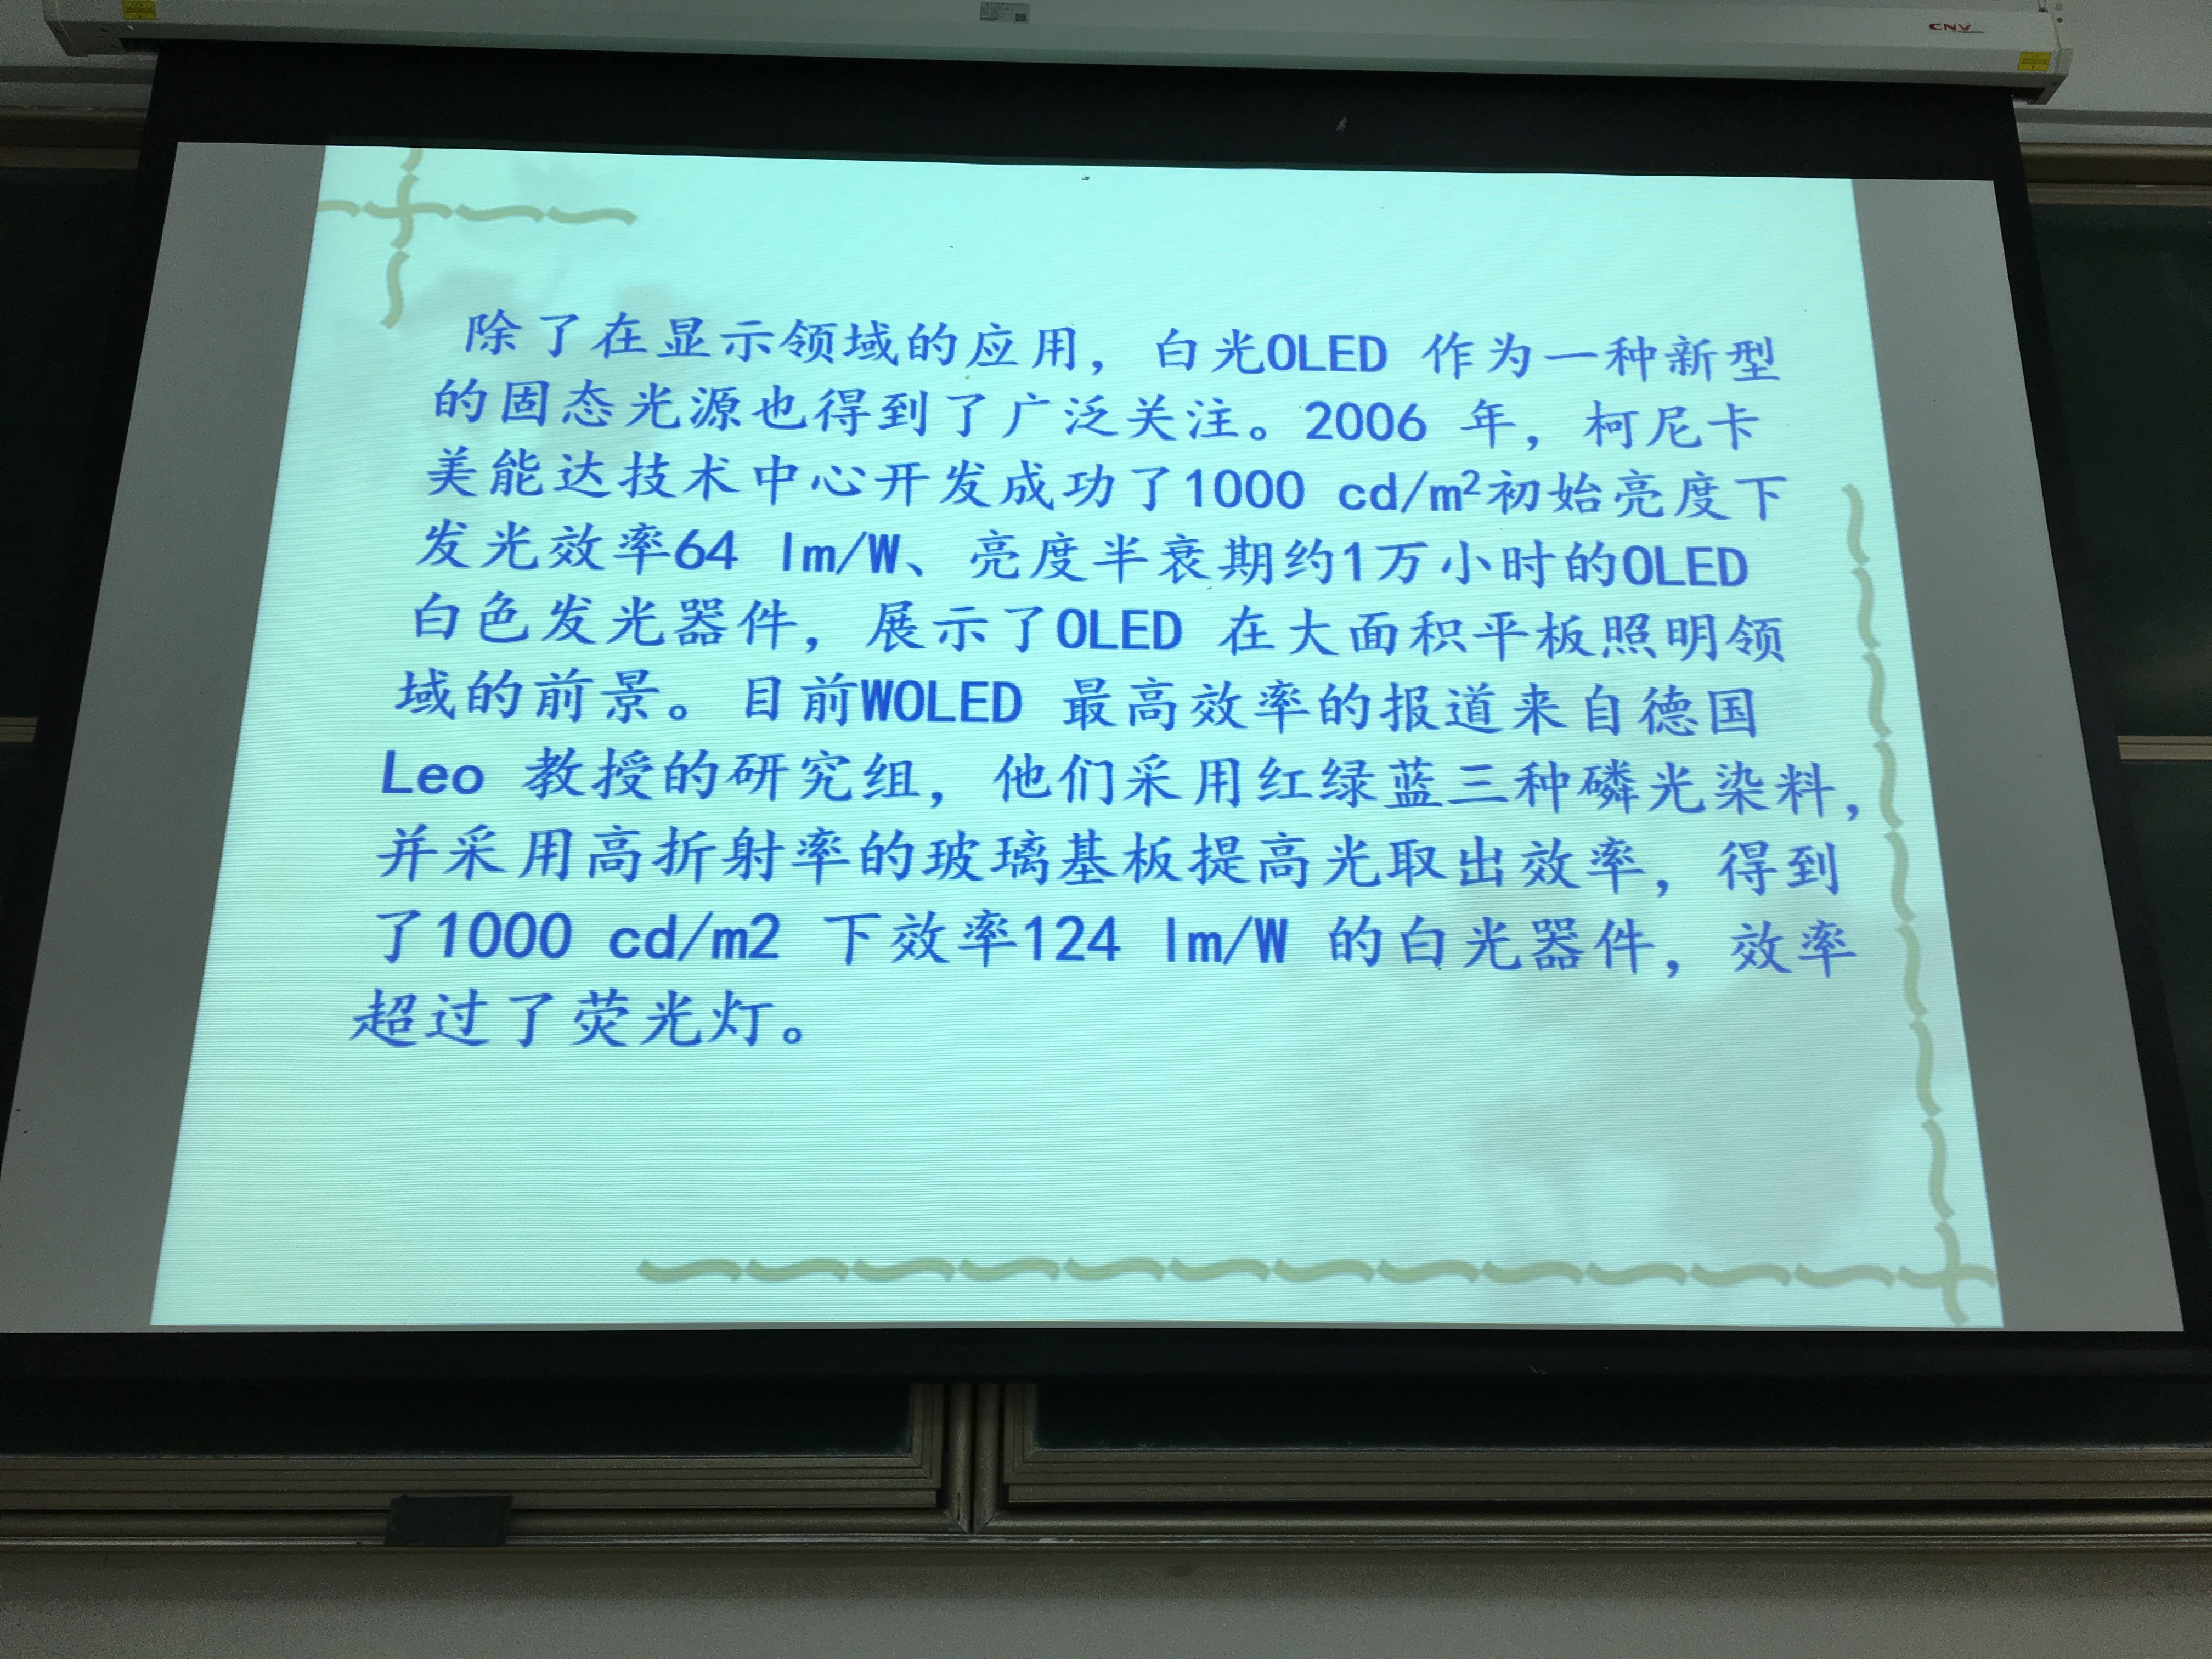 CNV
除了在显示领域的应用，白光OLED 作为一种新型
的固态光源也得到了广泛关注。2006 年，柯尼卡
美能达技术中心开发成功了1000 cd/m²初始亮度下
发光效率64 lm/W、亮度半衰期约1万小时的OLED
白色发光器件，展示了OLED 在大面积平板照明领
域的前景。目前WOLED 最高效率的报道来自德国
Leo 教授的研究组，他们采用红绿蓝三种磷光染料，
并采用高折射率的玻璃基板提高光取出效率，得到
了1000 cd/m2 下效率124 lm/W 的白光器件，效率
超过了荧光灯。